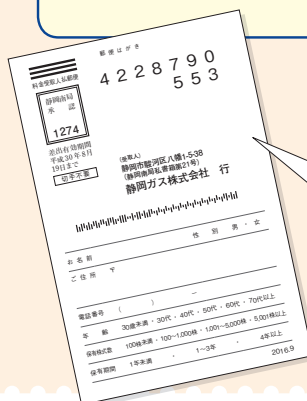 郵便はがき
4228790
553
料金受取人払郵便
静岡南局
承認
1274
差出有効期間
平成30年8月
19日まで
切手不要
(受取人)
静岡市駿河区八幡1-5-38
(静岡南局私書箱第21号)
静岡ガス株式会社 行
お名前
性別 男・女
ご住所 〒
電話番号 ( ) ー
年齢 30歳未満・30代・40代・50代・60代・70代以上
保有株式数 100株未満・100~1,000株・1,001~5,000株・5,001株以上
保有期間 1年未満 ・ 1~3年 ・ 4年以上
2016.9